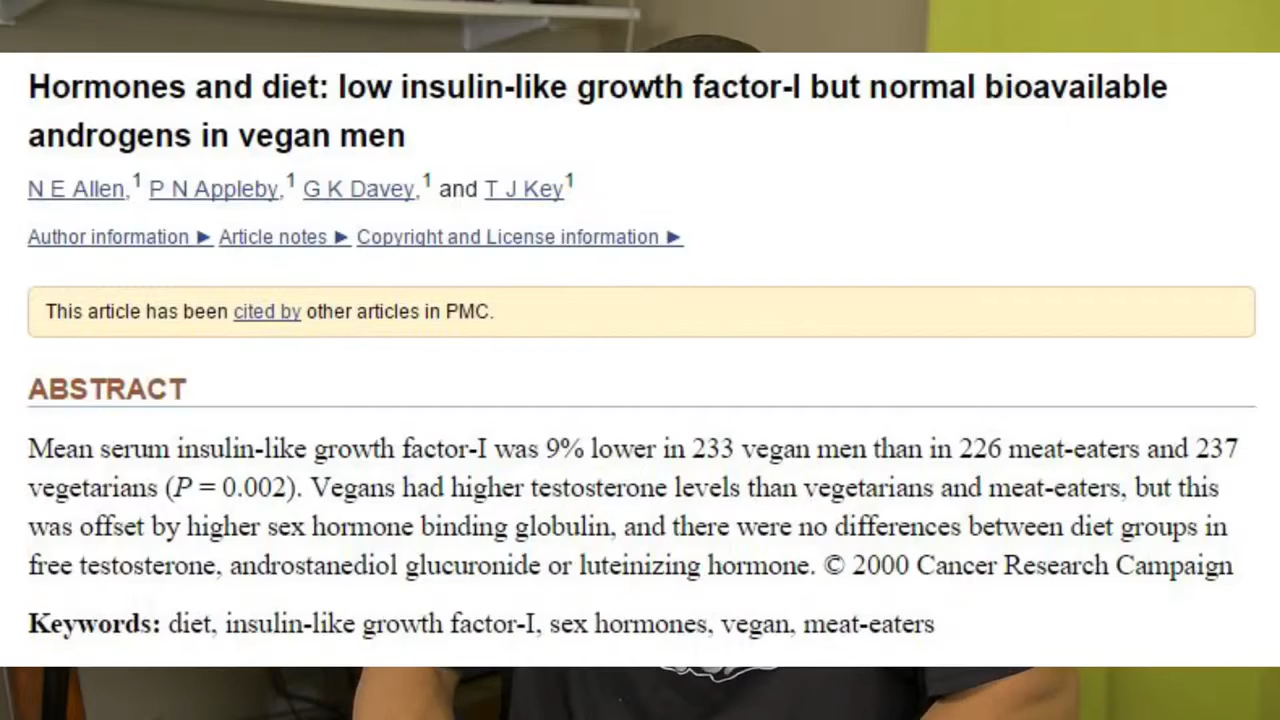 Hormones and diet: low insulin-like growth factor-I but normal bioavailable
androgens in vegan men
N E Allen,1 P N Appleby,1 G K Davey,1 and T J Key1
Author information ► Article notes ► Copyright and License information ►
This article has been cited by other articles in PMC.
ABSTRACT
Mean serum insulin-like growth factor-I was 9% lower in 233 vegan men than in 226 meat-eaters and 237
vegetarians (P = 0.002). Vegans had higher testosterone levels than vegetarians and meat-eaters, but this
was offset by higher sex hormone binding globulin, and there were no differences between diet groups in
free testosterone, androstanediol glucuronide or luteinizing hormone. © 2000 Cancer Research Campaign
Keywords: diet, insulin-like growth factor-I, sex hormones, vegan, meat-eaters